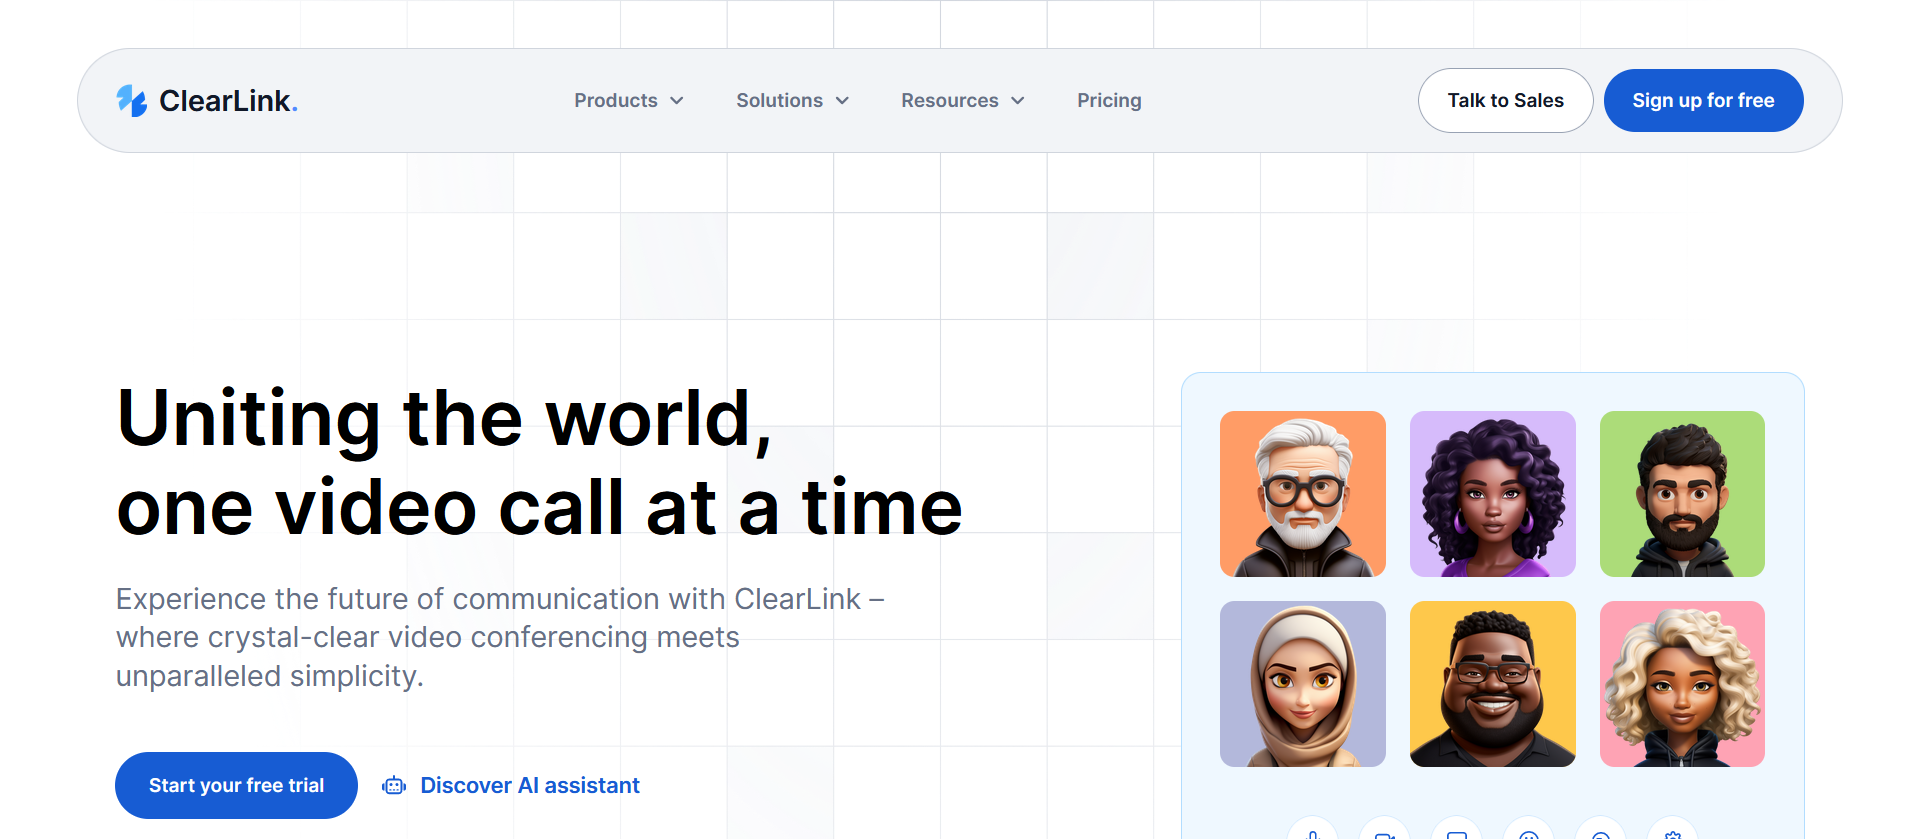 ClearLink.
Products
Solutions
Resources
Pricing
Talk to Sales
Sign up for free
Uniting the world,
one video call at a time
Experience the future of communication with ClearLink –
where crystal-clear video conferencing meets
unparalleled simplicity.
Start your free trial
Discover AI assistant